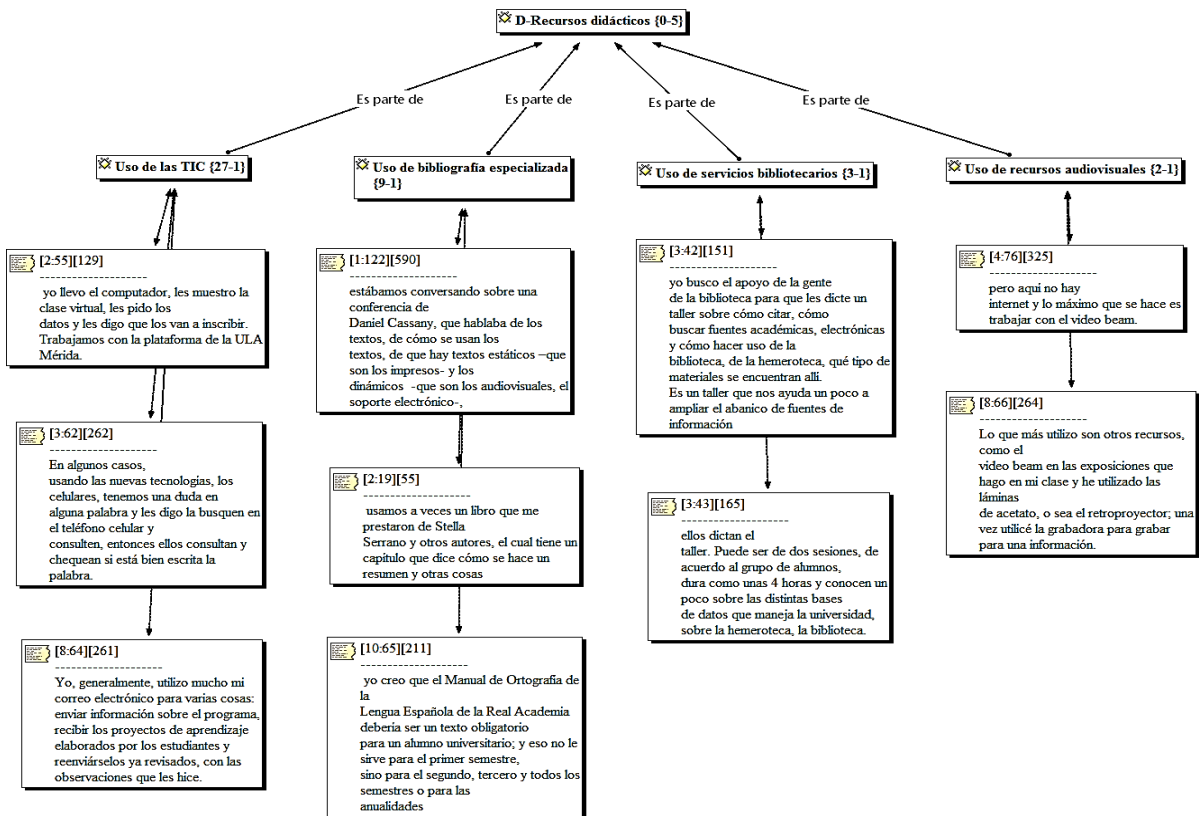 D-Recursos didácticos {0-5}
Es parte de
Es parte de
Es parte de
Es parte de
Uso de las TIC {27-1}
Uso de bibliografía especializada
{9-1}
Uso de servicios bibliotecarios {3-1}
Uso de recursos audiovisuales {2-1}
[2:55][129]
--------------------
yo llevo el computador, les muestro la
clase virtual, les pido los
datos y les digo que los van a inscribir.
Trabajamos con la plataforma de la ULA
Mérida.
[3:62][262]
--------------------
En algunos casos,
usando las nuevas tecnologías, los
celulares, tenemos una duda en
alguna palabra y les digo la busquen en
el teléfono celular y
consulten, entonces ellos consultan y
chequean si está bien escrita la
palabra.
[8:64][261]
--------------------
Yo, generalmente, utilizo mucho mi
correo electrónico para varias cosas:
enviar información sobre el programa,
recibir los proyectos de aprendizaje
elaborados por los estudiantes y
reenviárselos ya revisados, con las
observaciones que les hice.
[1:122][590]
--------------------
estábamos conversando sobre una
conferencia de
Daniel Cassany, que hablaba de los
textos, de cómo se usan los
textos, de que hay textos estáticos –que
son los impresos- y los
dinámicos -que son los audiovisuales, el
soporte electrónico-,
[2:19][55]
--------------------
usamos a veces un libro que me
prestaron de Stella
Serrano y otros autores, el cual tiene un
capítulo que dice cómo se hace un
resumen y otras cosas
[10:65][211]
--------------------
yo creo que el Manual de Ortografía de
la
Lengua Española de la Real Academia
debería ser un texto obligatorio
para un alumno universitario; y eso no le
sirve para el primer semestre,
sino para el segundo, tercero y todos los
semestres o para las
anualidades
[3:42][151]
--------------------
yo busco el apoyo de la gente
de la biblioteca para que les dicte un
taller sobre cómo citar, cómo
buscar fuentes académicas, electrónicas
y cómo hacer uso de la
biblioteca, de la hemeroteca, qué tipo de
materiales se encuentran allí.
Es un taller que nos ayuda un poco a
ampliar el abanico de fuentes de
información
[3:43][165]
--------------------
ellos dictan el
taller. Puede ser de dos sesiones, de
acuerdo al grupo de alumnos,
dura como unas 4 horas y conocen un
poco sobre las distintas bases
de datos que maneja la universidad,
sobre la hemeroteca, la biblioteca.
[4:76][325]
--------------------
pero aquí no hay
internet y lo máximo que se hace es
trabajar con el video beam.
[8:66][264]
--------------------
Lo que más utilizo son otros recursos,
como el
video beam en las exposiciones que
hago en mi clase y he utilizado las
láminas
de acetato, o sea el retroproyector; una
vez utilicé la grabadora para grabar
para una información.